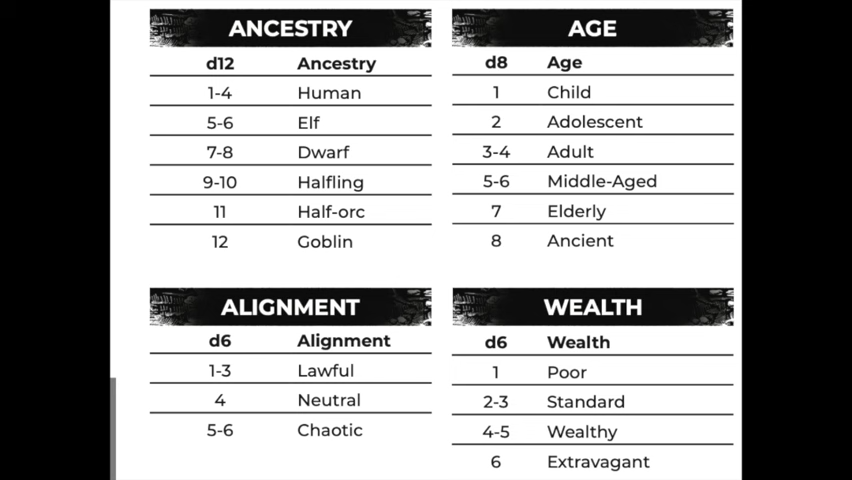 ANCESTRY
d12 Ancestry
1-4 Human
5-6 Elf
7-8 Dwarf
9-10 Halfling
11 Half-orc
12 Goblin
AGE
d8 Age
1 Child
2 Adolescent
3-4 Adult
5-6 Middle-Aged
7 Elderly
8 Ancient
ALIGNMENT
d6 Alignment
1-3 Lawful
4 Neutral
5-6 Chaotic
WEALTH
d6 Wealth
1 Poor
2-3 Standard
4-5 Wealthy
6 Extravagant